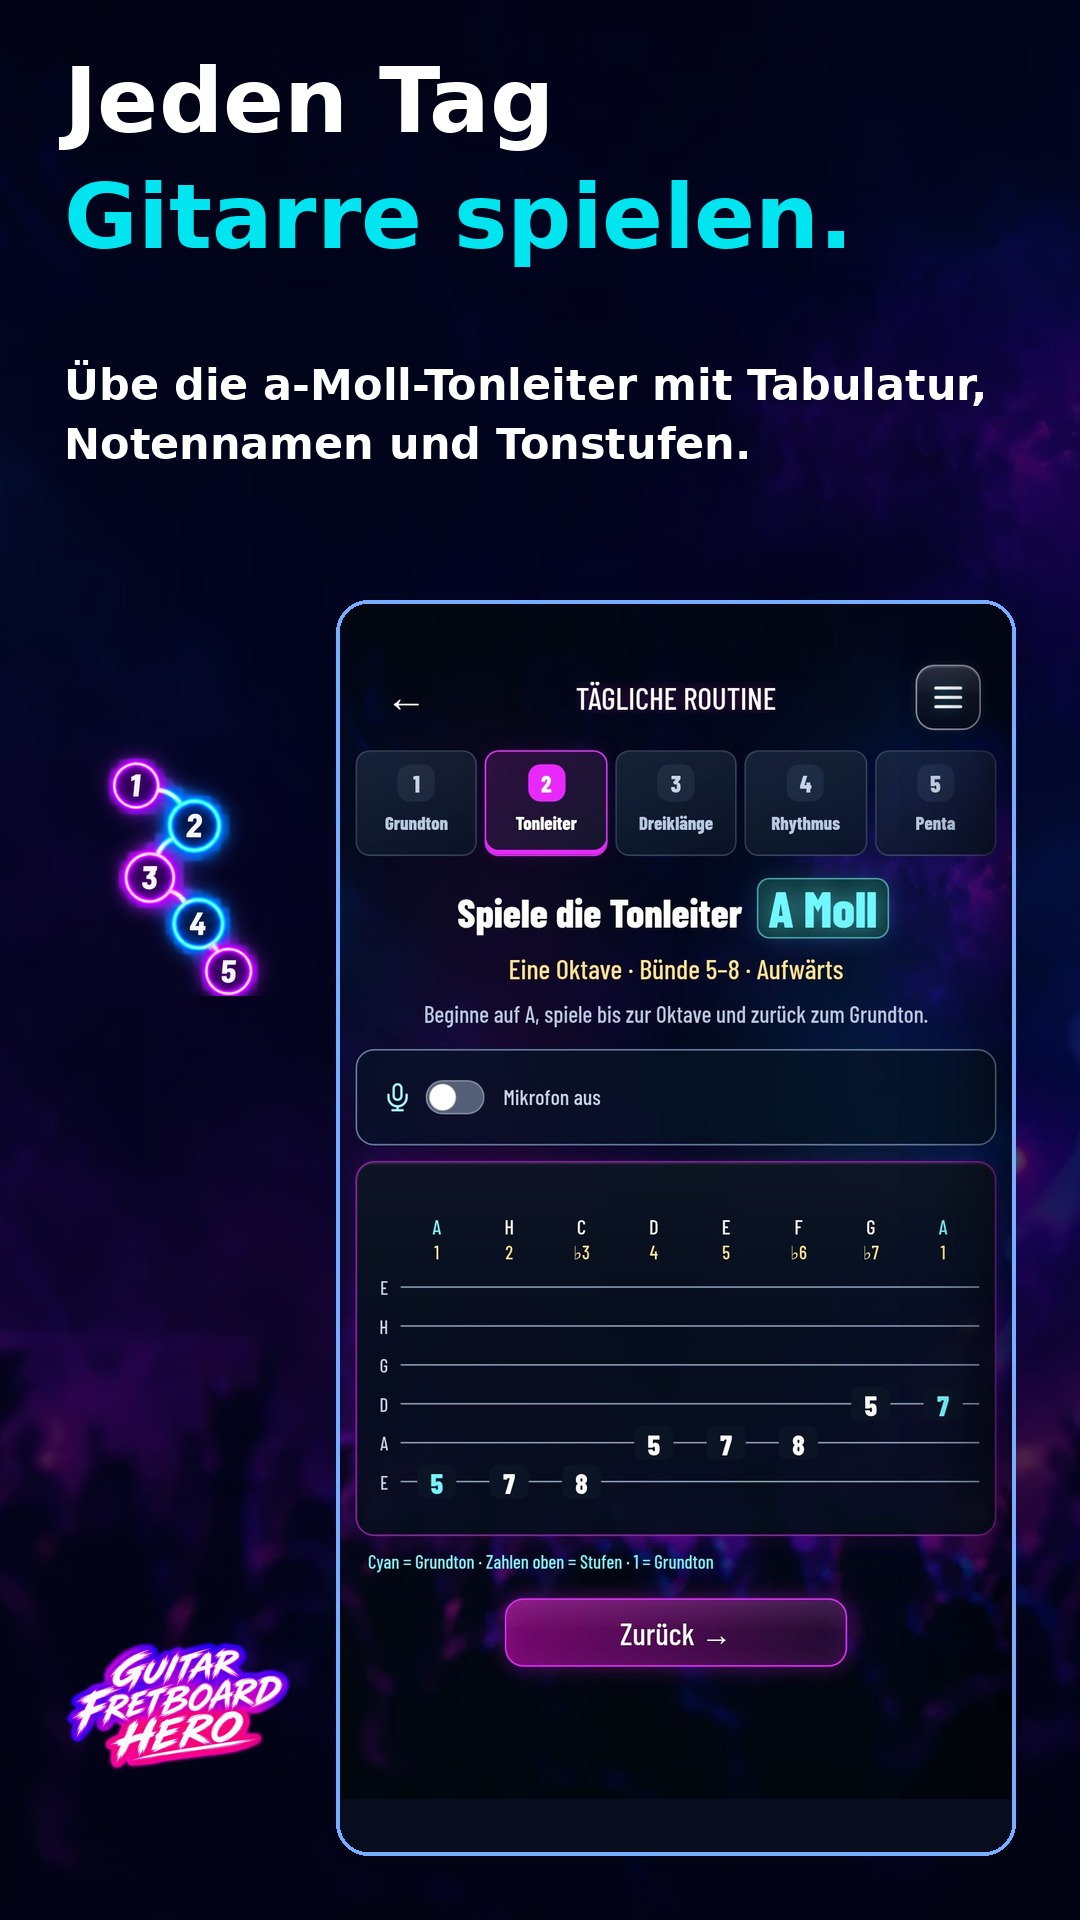 Jeden Tag
Gitarre spielen.
Übe die a-Moll-Tonleiter mit Tabulatur,
Notennamen und Tonstufen.
1
2
3
4
5
← TÄGLICHE ROUTINE
1 2 3 4 5
Grundton Tonleiter Dreiklänge Rhythmus Penta
Spiele die Tonleiter A Moll
Eine Oktave · Bünde 5–8 · Aufwärts
Beginne auf A, spiele bis zur Oktave und zurück zum Grundton.
Mikrofon aus
A H C D E F G A
1 2 ♭3 4 5 ♭6 ♭7 1
E
H
G
D 5 7
A 5 7 8
E 5 7 8
Cyan = Grundton · Zahlen oben = Stufen · 1 = Grundton
Zurück →
GUITAR
FRETBOARD
HERO